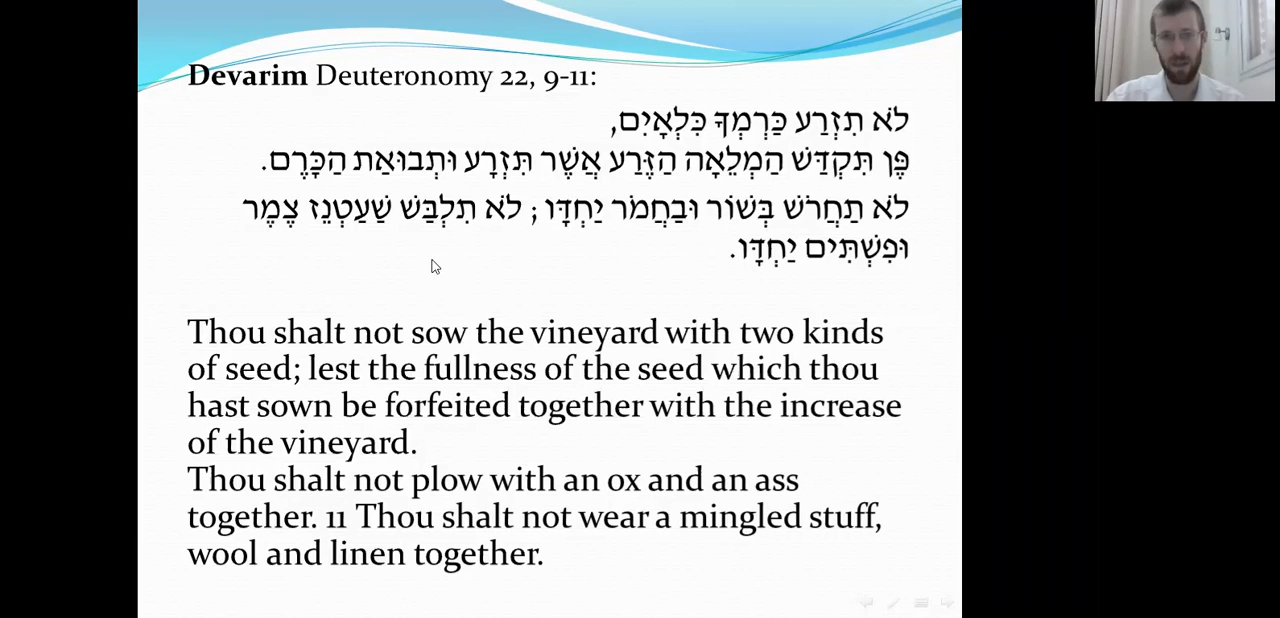 Devarim Deuteronomy 22, 9-11:
לֹא תִזְרַע כַּרְמְךָ כִּלְאָיִם,
פֶּן תִּקְדַּשׁ הַמְלֵאָה הַזֶּרַע אֲשֶׁר תִּזְרָע וּתְבוּאַת הַכָּרֶם.
לֹא תַחֲרֹשׁ בְּשׁוֹר וּבַחֲמֹר יַחְדָּו ; לֹא תִלְבַּשׁ שַׁעַטְנֵז צֶמֶר
וּפִשְׁתִּים יַחְדָּו.
Thou shalt not sow the vineyard with two kinds
of seed; lest the fullness of the seed which thou
hast sown be forfeited together with the increase
of the vineyard.
Thou shalt not plow with an ox and an ass
together. 11 Thou shalt not wear a mingled stuff,
wool and linen together.